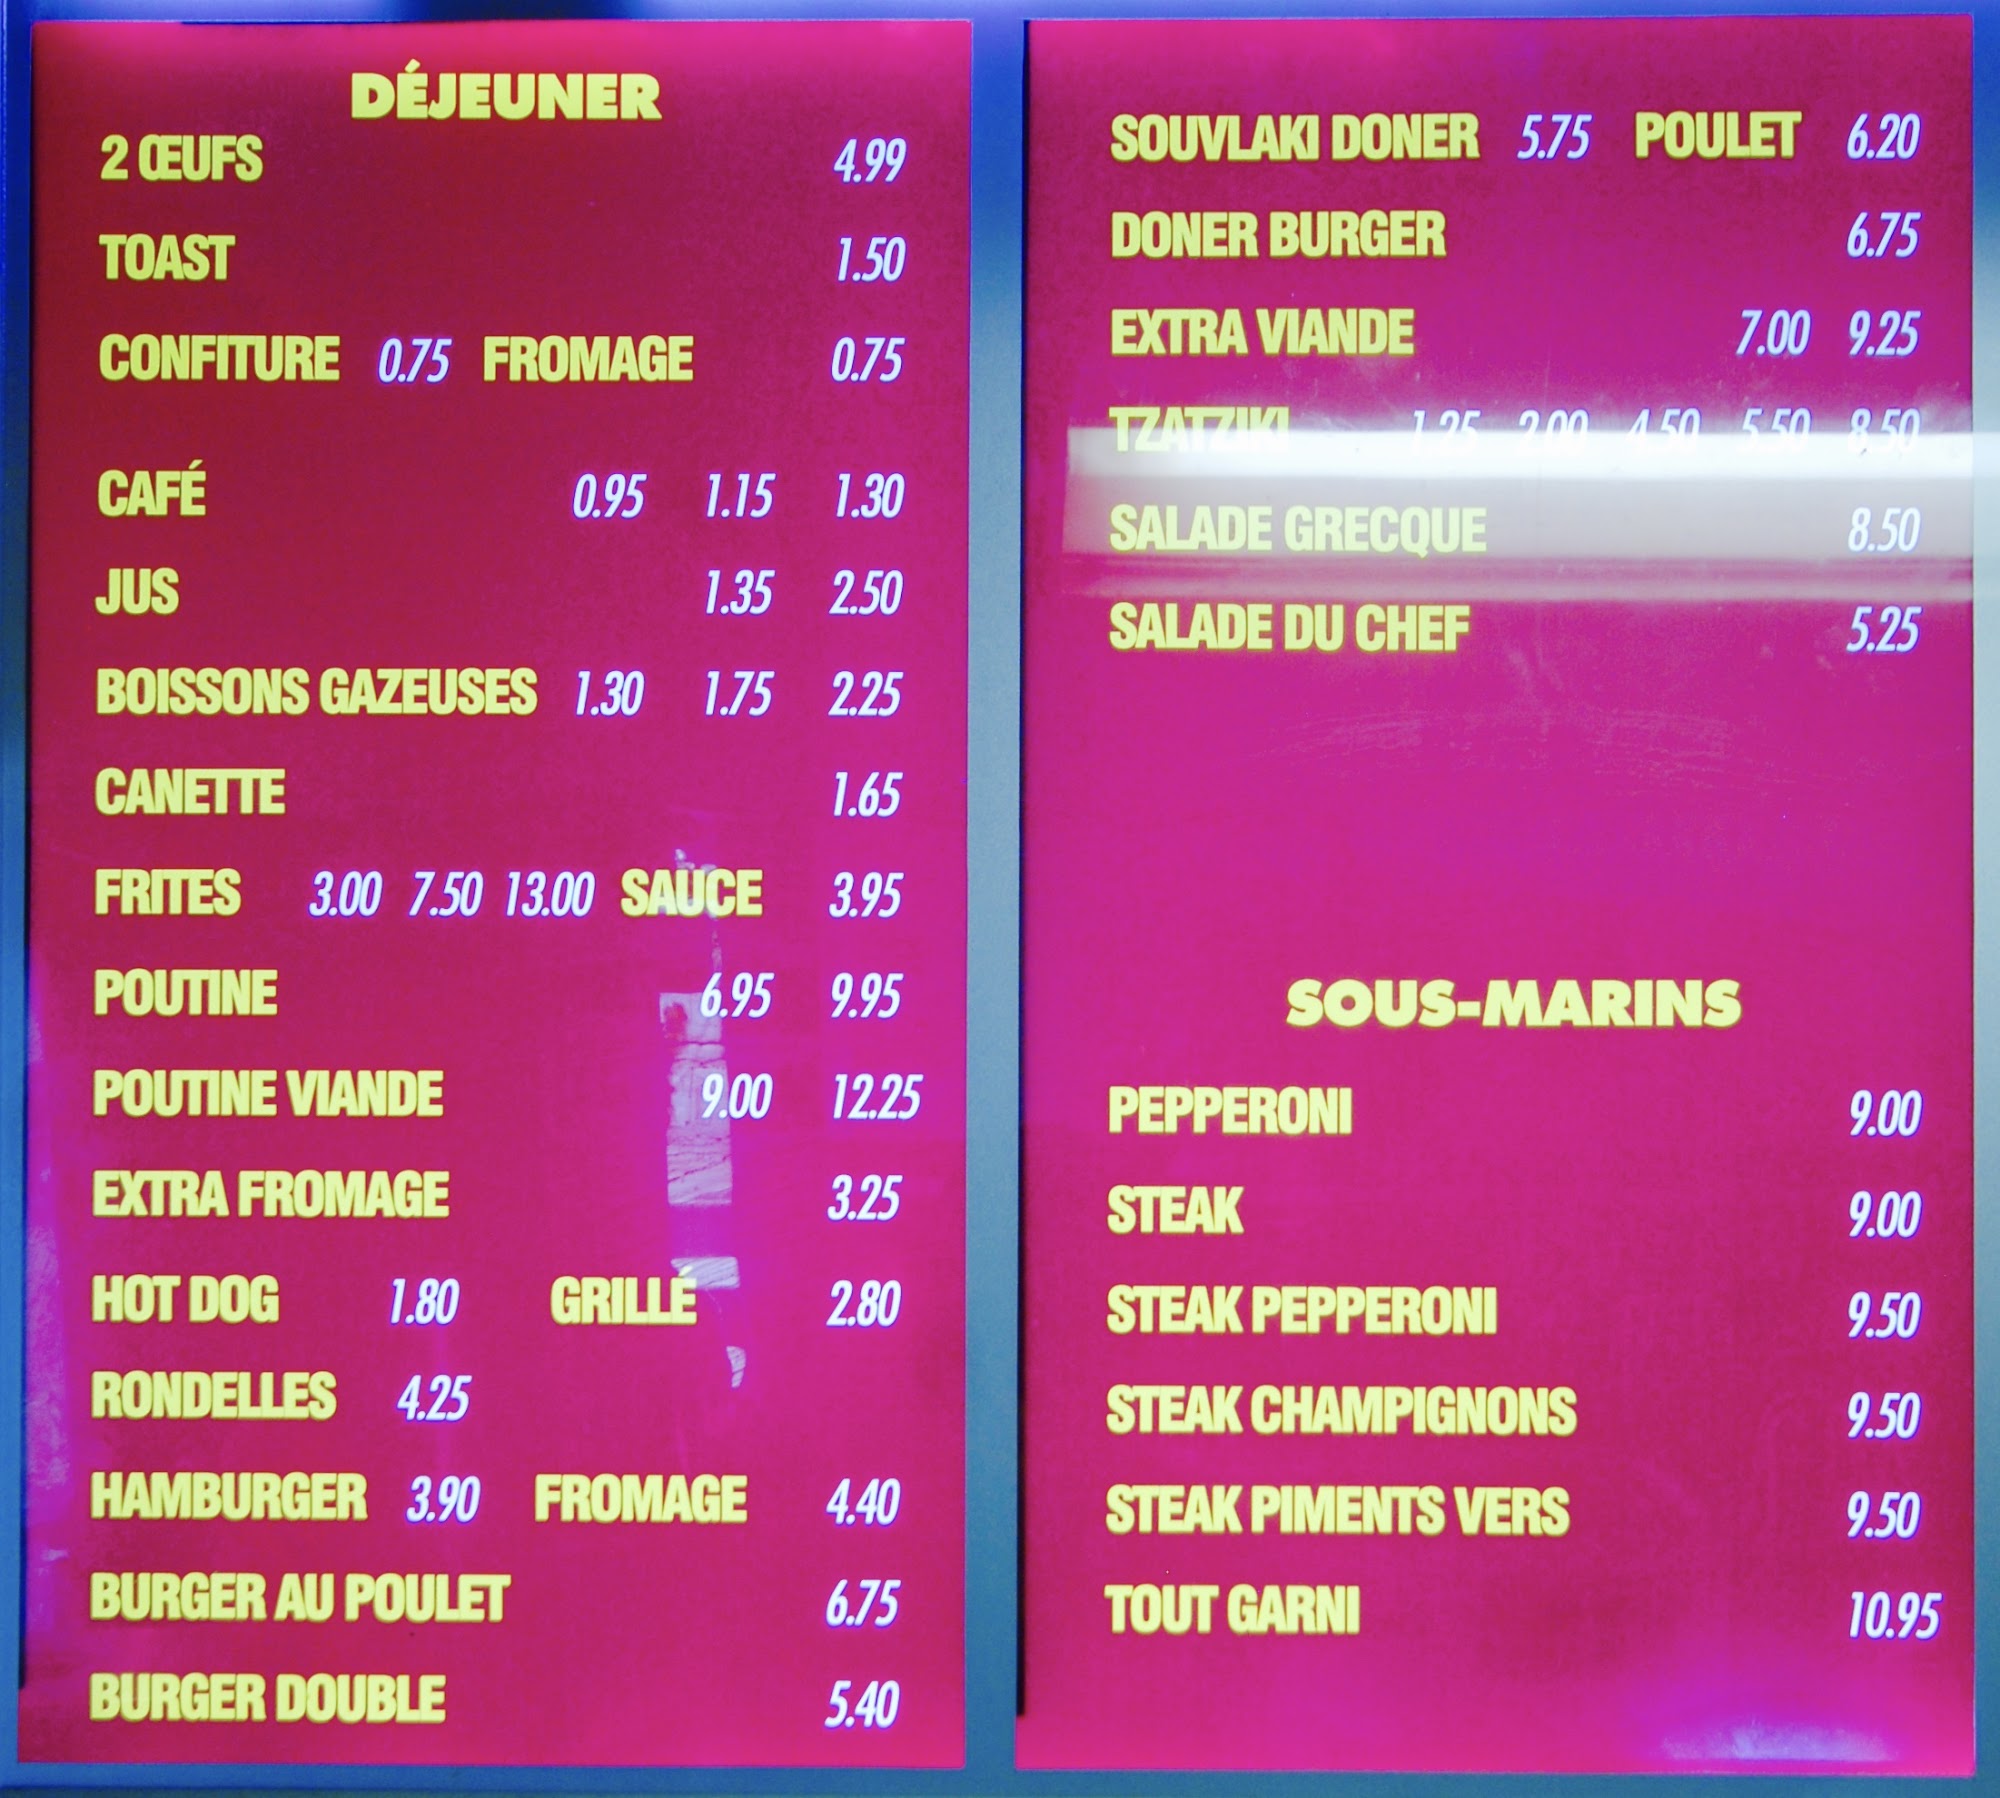 DÉJEUNER
2 ŒUFS 4.99
TOAST 1.50
CONFITURE 0.75 FROMAGE 0.75
CAFÉ 0.95 1.15 1.30
JUS 1.35 2.50
BOISSONS GAZEUSES 1.30 1.75 2.25
CANETTE 1.65
FRITES 3.00 7.50 13.00 SAUCE 3.95
POUTINE 6.95 9.95
POUTINE VIANDE 9.00 12.25
EXTRA FROMAGE 3.25
HOT DOG 1.80 GRILLÉ 2.80
RONDELLES 4.25
HAMBURGER 3.90 FROMAGE 4.40
BURGER AU POULET 6.75
BURGER DOUBLE 5.40
SOUVLAKI DONER 5.75 POULET 6.20
DONER BURGER 6.75
EXTRA VIANDE 7.00 9.25
TZATZIKI 1.25 2.00 4.50 5.50 8.50
SALADE GRECQUE 8.50
SALADE DU CHEF 5.25
SOUS-MARINS
PEPPERONI 9.00
STEAK 9.00
STEAK PEPPERONI 9.50
STEAK CHAMPIGNONS 9.50
STEAK PIMENTS VERS 9.50
TOUT GARNI 10.95